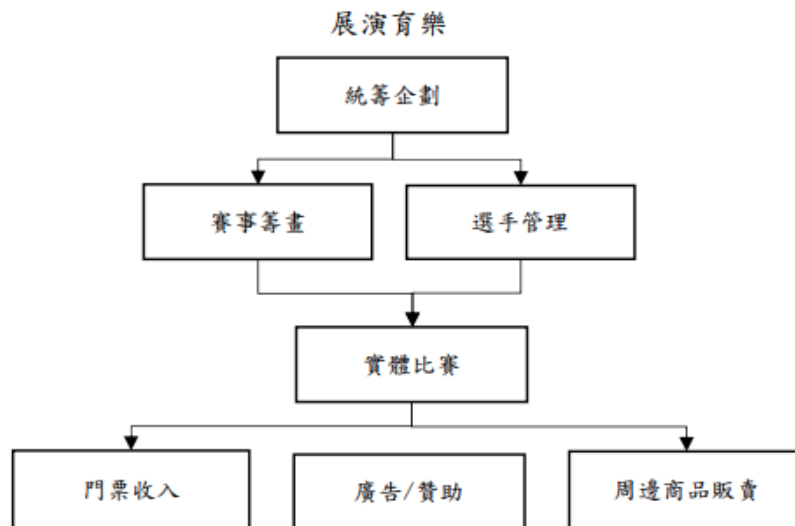 展演育樂
統籌企劃
賽事籌畫
選手管理
實體比賽
門票收入
廣告/贊助
周邊商品販賣